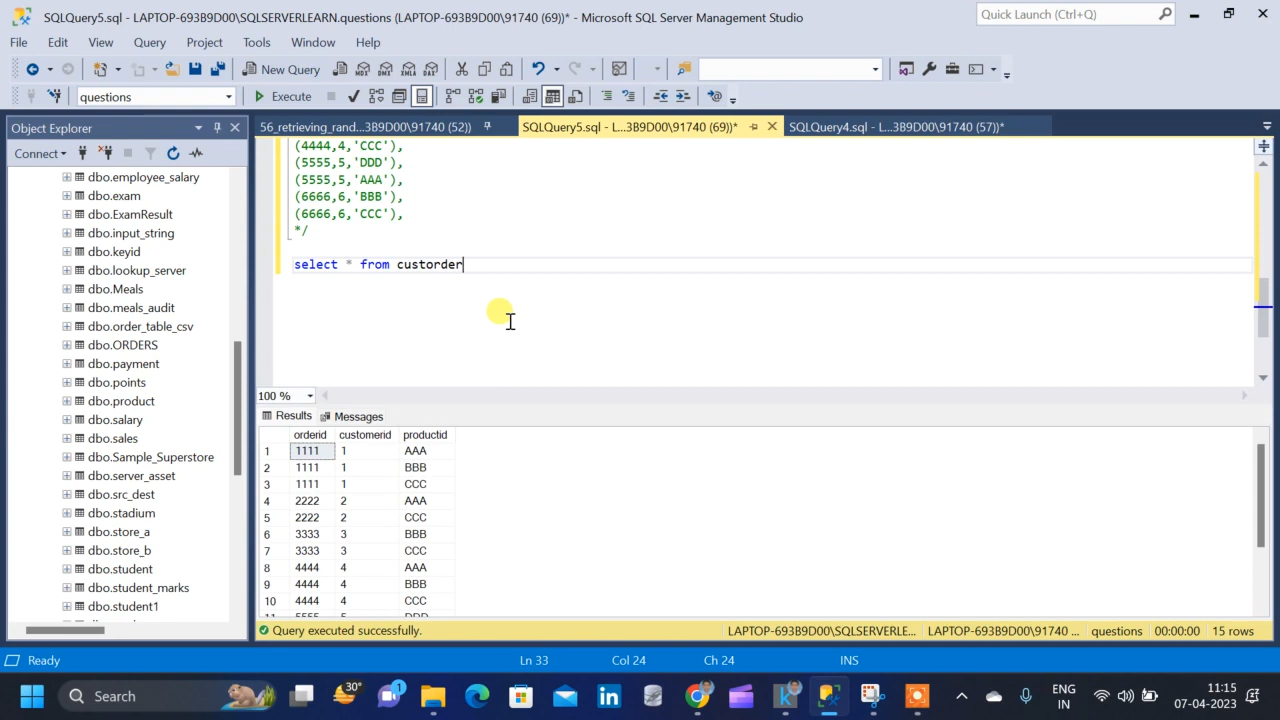 SQLQuery5.sql - LAPTOP-693B9D00\SQLSERVERLEARN.questions (LAPTOP-693B9D00\91740 (69))* - Microsoft SQL Server Management Studio
Quick Launch (Ctrl+Q)
File Edit View Query Project Tools Window Help
New Query
MDX DMX XMLA DAX
questions
Execute
Object Explorer
56_retrieving_rand...3B9D00\91740 (52))
SQLQuery5.sql - L...3B9D00\91740 (69))*
SQLQuery4.sql - L...3B9D00\91740 (57))*
Connect
dbo.employee_salary
dbo.exam
dbo.ExamResult
dbo.input_string
dbo.keyid
dbo.lookup_server
dbo.Meals
dbo.meals_audit
dbo.order_table_csv
dbo.ORDERS
dbo.payment
dbo.points
dbo.product
dbo.salary
dbo.sales
dbo.Sample_Superstore
dbo.server_asset
dbo.src_dest
dbo.stadium
dbo.store_a
dbo.store_b
dbo.student
dbo.student_marks
dbo.student1
(4444,4,'CCC'),
(5555,5,'DDD'),
(5555,5,'AAA'),
(6666,6,'BBB'),
(6666,6,'CCC'),
*/
select * from custorder
100 %
Results Messages
orderid customerid productid
1 1111 1 AAA
2 1111 1 BBB
3 1111 1 CCC
4 2222 2 AAA
5 2222 2 CCC
6 3333 3 BBB
7 3333 3 CCC
8 4444 4 AAA
9 4444 4 BBB
10 4444 4 CCC
11 5555 5 DDD
Query executed successfully.
LAPTOP-693B9D00\SQLSERVERLE... LAPTOP-693B9D00\91740 ... questions 00:00:00 15 rows
Ready Ln 33 Col 24 Ch 24 INS
Search
30°
1
ENG
IN
11:15
07-04-2023